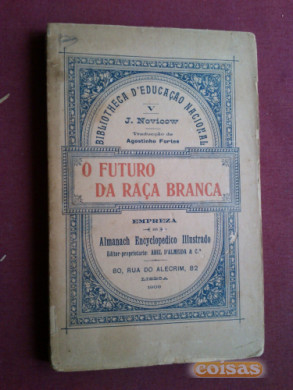 BIBLIOTHECA D'EDUCAÇÃO NACIONAL
V
J. Novicow
Traducção de
Agostinho Fortes
O FUTURO
DA RAÇA BRANCA
EMPREZA
DO
Almanach Encyclopedico Illustrado
Editor-proprietario: ABEL D'ALMEIDA & C.ª
80, RUA DO ALECRIM, 82
LISBOA
coisas